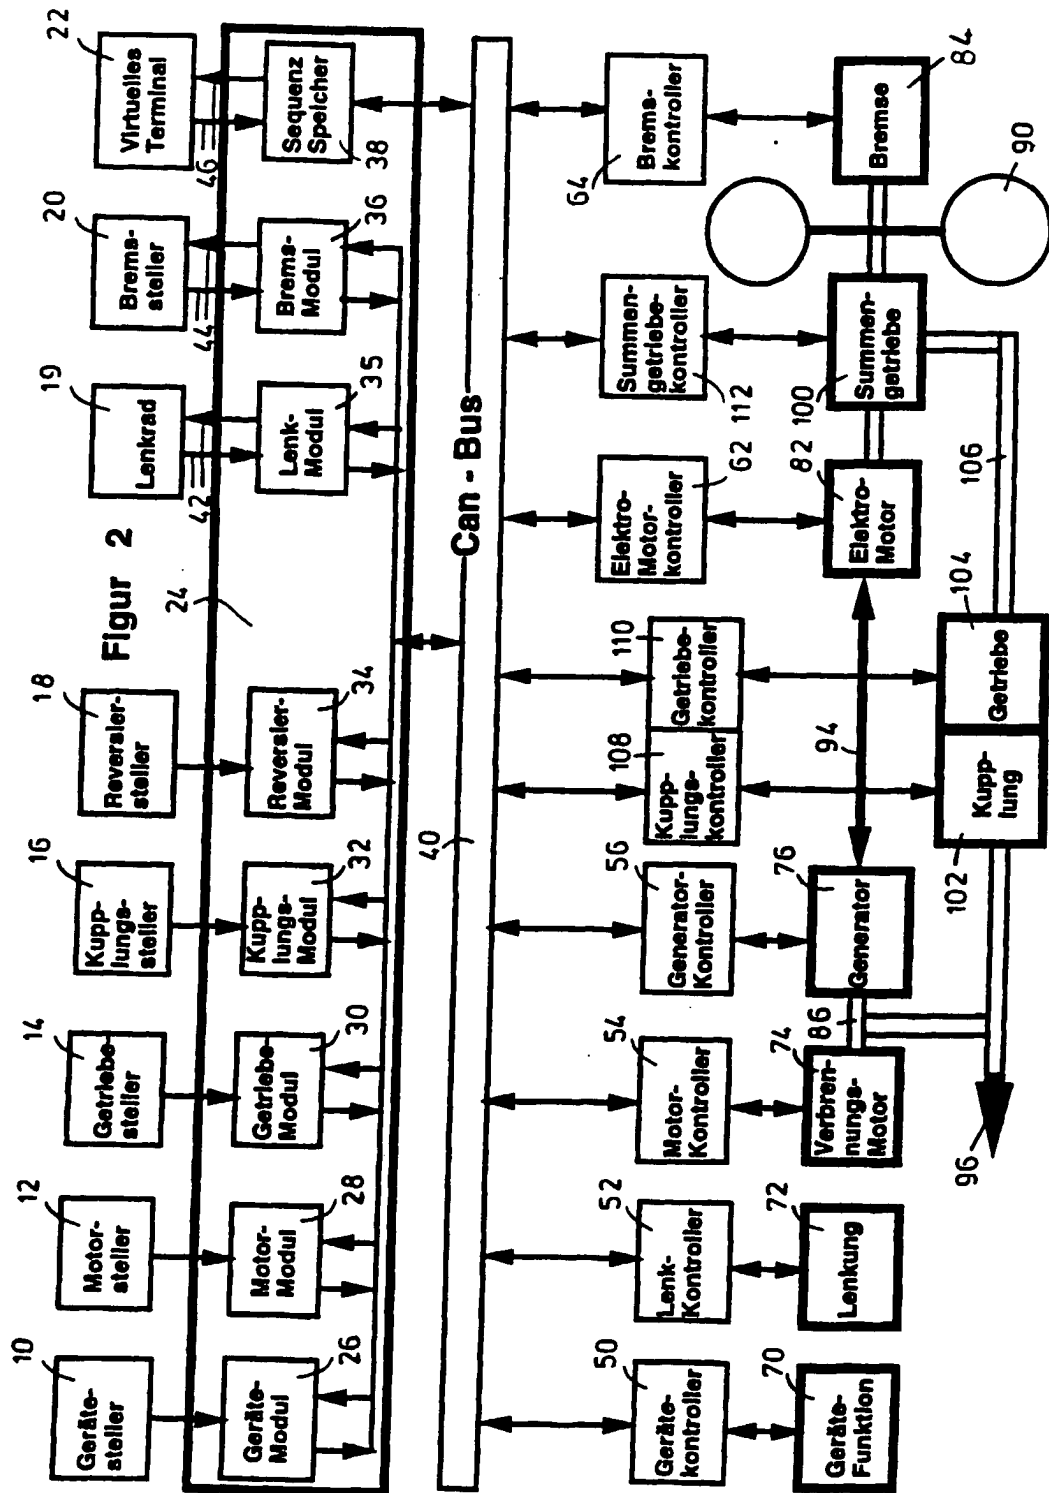 Figur 2
10
12
14
16
18
19
20
22
Geräte-
steller
Motor-
steller
Getriebe-
steller
Kupp-
lungs-
steller
Reversier-
steller
Lenkrad
Brems-
steller
Virtuelles
Terminal
24
42
44
46
Geräte-
Modul
Motor-
Modul
Getriebe-
Modul
Kupp-
lungs-
Modul
Reversier-
Modul
Lenk-
Modul
Brems-
Modul
Sequenz
Speicher
26
28
30
32
34
35
36
38
40
Can - Bus
50
52
54
56
108
110
62
112
64
Geräte-
kontroller
Lenk-
Kontroller
Motor-
Kontroller
Generator-
Kontroller
Kupp-
lungs-
kontroller
Getriebe-
kontroller
Elektro-
Motor-
kontroller
Summen-
getriebe-
kontroller
Brems-
kontroller
70
72
74
86
76
94
82
100
84
Geräte-
Funktion
Lenkung
Verbren-
nungs-
Motor
Generator
Elektro-
Motor
Summen-
getriebe
Bremse
90
96
102
104
106
Kupp-
lung
Getriebe